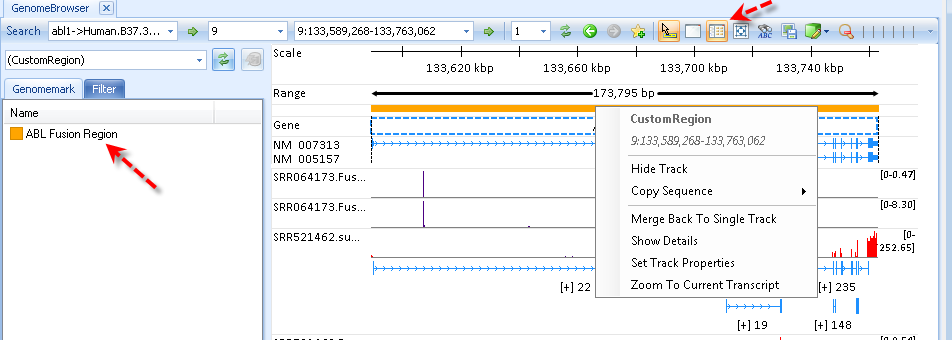 GenomeBrowser
Search abl1->Human.B37.3... 9 9:133,589,268-133,763,062 1
ABC
(CustomRegion)
Genomemark Filter
Name
ABL Fusion Region
Scale
133,620 kbp 133,660 kbp 133,700 kbp 133,740 kbp
Range 173,795 bp
Gene
NM_007313
NM_005157
SRR064173.Fus... [0-0.47]
SRR064173.Fus... [0-8.30]
SRR521462.su... [0-252.65]
[+] 22 [+] 235
[+] 19 [+] 148
CustomRegion
9:133,589,268-133,763,062
Hide Track
Copy Sequence
Merge Back To Single Track
Show Details
Set Track Properties
Zoom To Current Transcript